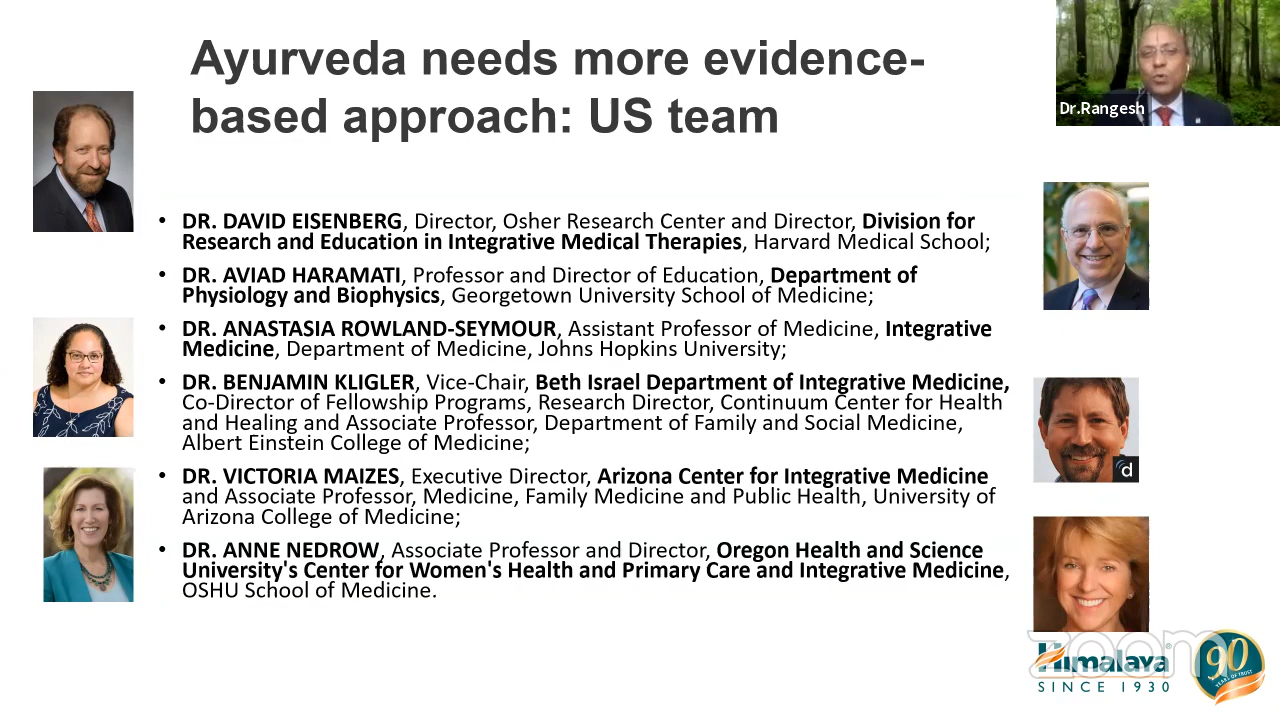 Ayurveda needs more evidence-
based approach: US team
Dr.Rangesh
• DR. DAVID EISENBERG, Director, Osher Research Center and Director, Division for
Research and Education in Integrative Medical Therapies, Harvard Medical School;
• DR. AVIAD HARAMATI, Professor and Director of Education, Department of
Physiology and Biophysics, Georgetown University School of Medicine;
• DR. ANASTASIA ROWLAND-SEYMOUR, Assistant Professor of Medicine, Integrative
Medicine, Department of Medicine, Johns Hopkins University;
• DR. BENJAMIN KLIGLER, Vice-Chair, Beth Israel Department of Integrative Medicine,
Co-Director of Fellowship Programs, Research Director, Continuum Center for Health
and Healing and Associate Professor, Department of Family and Social Medicine,
Albert Einstein College of Medicine;
• DR. VICTORIA MAIZES, Executive Director, Arizona Center for Integrative Medicine
and Associate Professor, Medicine, Family Medicine and Public Health, University of
Arizona College of Medicine;
• DR. ANNE NEDROW, Associate Professor and Director, Oregon Health and Science
University's Center for Women's Health and Primary Care and Integrative Medicine,
OSHU School of Medicine.
d
zoom
Himalaya
SINCE 1930
90
YEARS OF TRUST